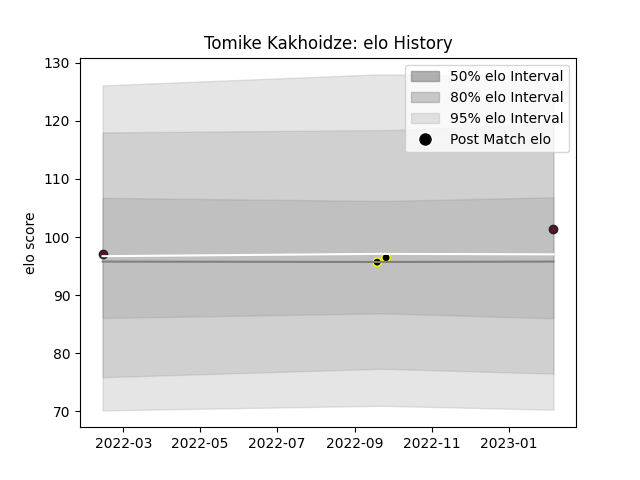 Tomike Kakhoidze: elo History
130
120
110
100
90
80
70
elo score
50% elo Interval
80% elo Interval
95% elo Interval
Post Match elo
2022-03
2022-05
2022-07
2022-09
2022-11
2023-01